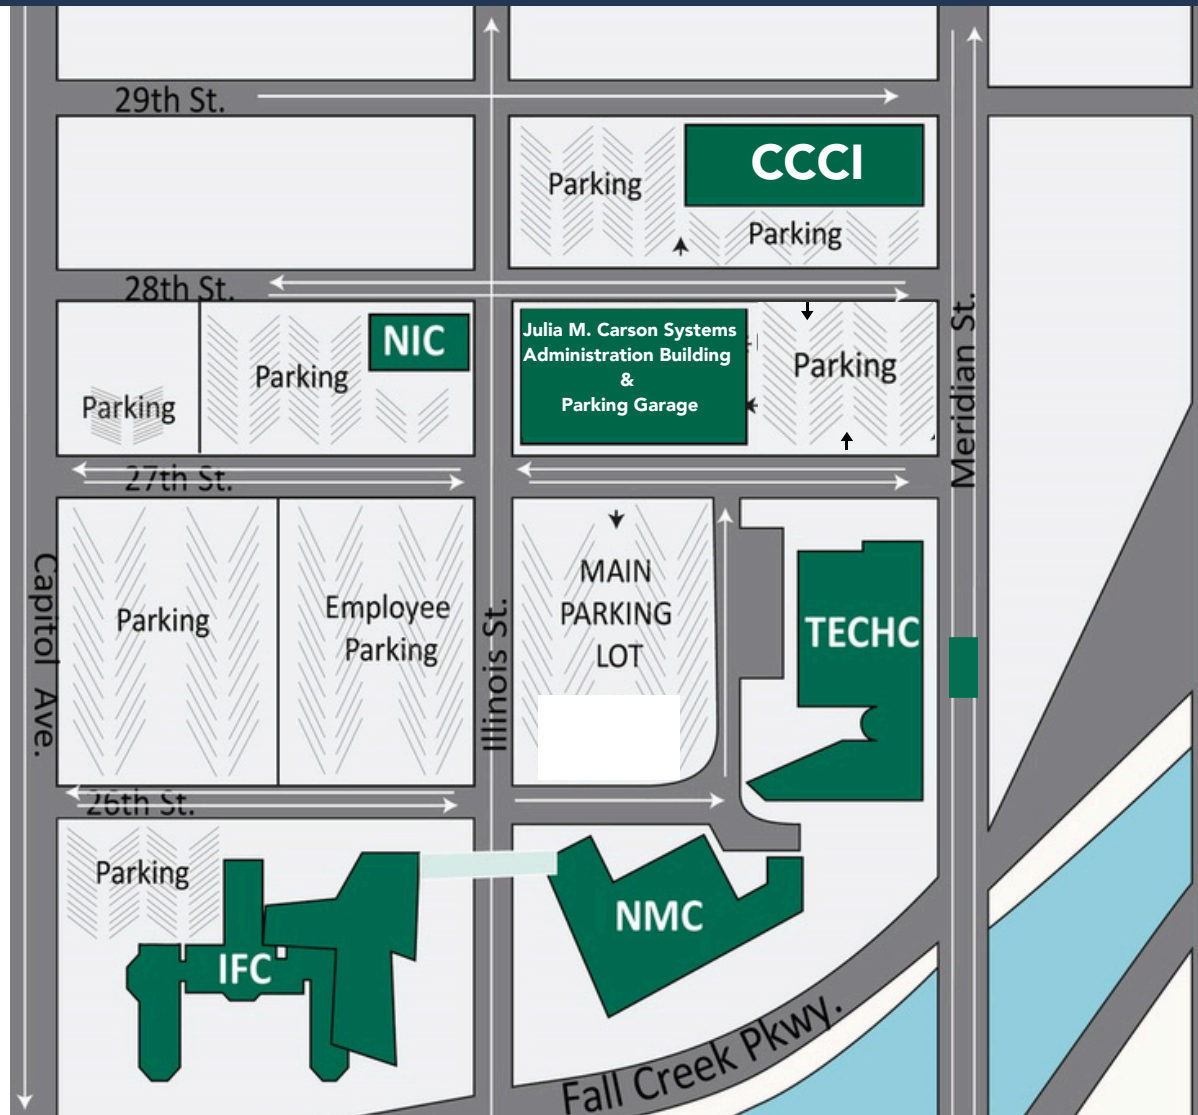 29th St.
CCCI
Parking
Parking
28th St.
NIC
Parking
Parking
Julia M. Carson Systems
Administration Building
&
Parking Garage
Parking
Meridian St.
27th St.
Capitol Ave.
Parking
Employee
Parking
Illinois St.
MAIN
PARKING
LOT
TECHC
26th St.
Parking
IFC
NMC
Fall Creek Pkwy.